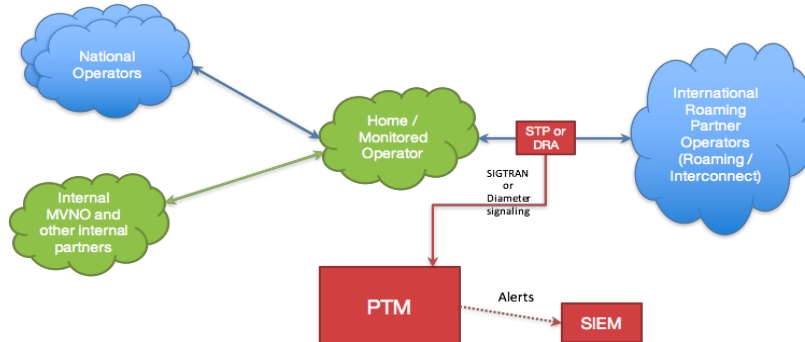 National
Operators
Home /
Monitored
Operator
STP or
DRA
International
Roaming
Partner
Operators
(Roaming /
Interconnect)
Internal
MVNO and
other internal
partners
SIGTRAN
or
Diameter
signaling
PTM
Alerts
SIEM